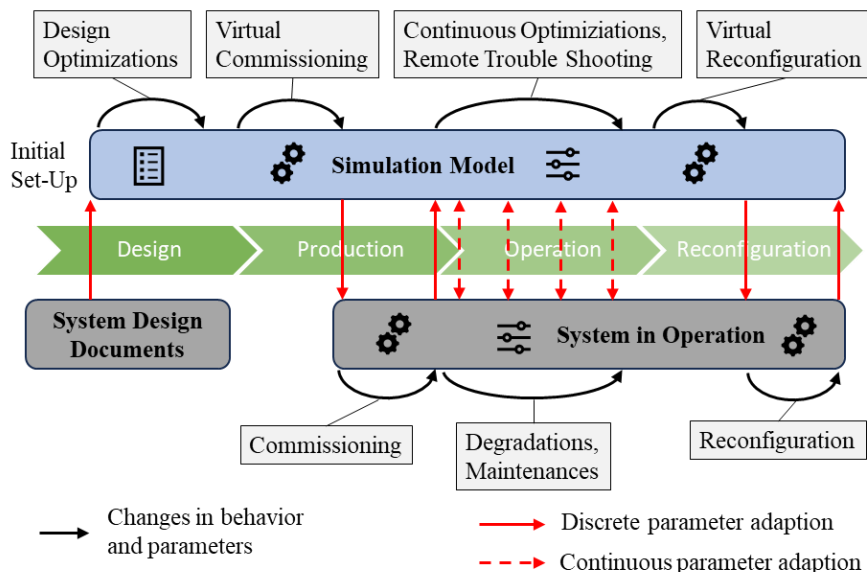 Design
Optimizations
Virtual
Commissioning
Continuous Optimiziations,
Remote Trouble Shooting
Virtual
Reconfiguration
Initial
Set-Up
Simulation Model
Design
Production
Operation
Reconfiguration
System Design
Documents
System in Operation
Commissioning
Degradations,
Maintenances
Reconfiguration
Changes in behavior
and parameters
Discrete parameter adaption
Continuous parameter adaption